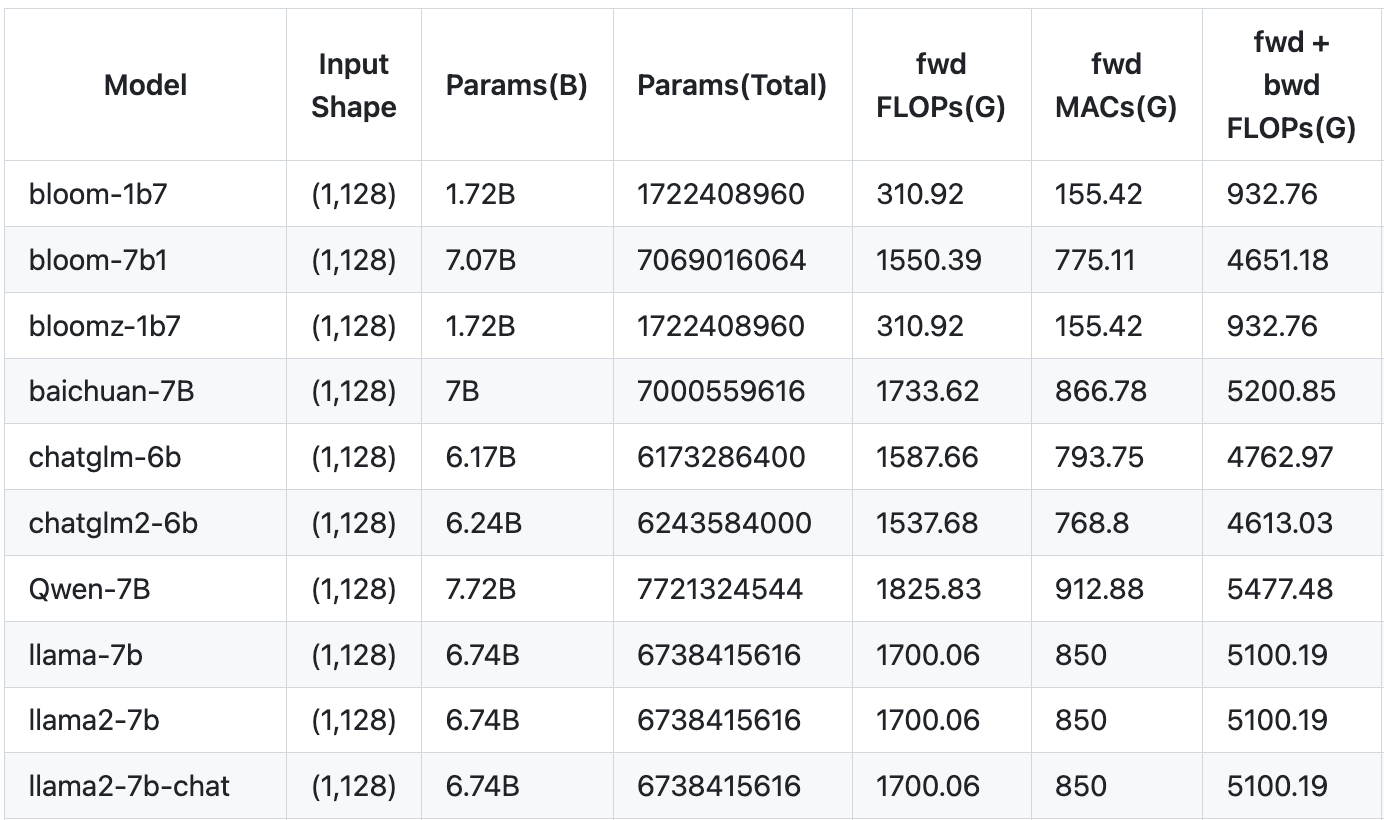 Model Input Shape Params(B) Params(Total) fwd FLOPs(G) fwd MACs(G) fwd + bwd FLOPs(G)
bloom-1b7 (1,128) 1.72B 1722408960 310.92 155.42 932.76
bloom-7b1 (1,128) 7.07B 7069016064 1550.39 775.11 4651.18
bloomz-1b7 (1,128) 1.72B 1722408960 310.92 155.42 932.76
baichuan-7B (1,128) 7B 7000559616 1733.62 866.78 5200.85
chatglm-6b (1,128) 6.17B 6173286400 1587.66 793.75 4762.97
chatglm2-6b (1,128) 6.24B 6243584000 1537.68 768.8 4613.03
Qwen-7B (1,128) 7.72B 7721324544 1825.83 912.88 5477.48
llama-7b (1,128) 6.74B 6738415616 1700.06 850 5100.19
llama2-7b (1,128) 6.74B 6738415616 1700.06 850 5100.19
llama2-7b-chat (1,128) 6.74B 6738415616 1700.06 850 5100.19